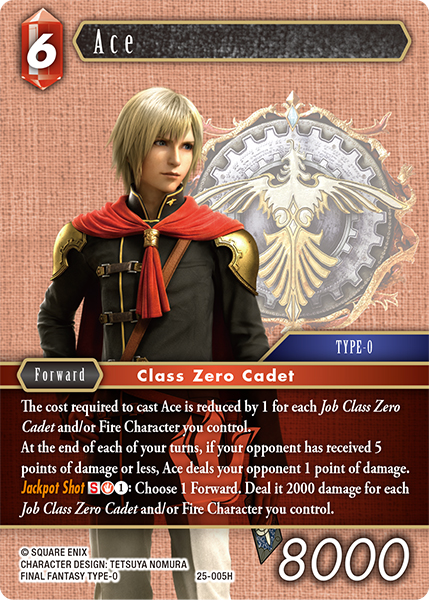 6
Ace
TYPE-0
Forward
Class Zero Cadet
The cost required to cast Ace is reduced by 1 for each Job Class Zero
Cadet and/or Fire Character you control.
At the end of each of your turns, if your opponent has received 5
points of damage or less, Ace deals your opponent 1 point of damage.
Jackpot Shot S 1: Choose 1 Forward. Deal it 2000 damage for each
Job Class Zero Cadet and/or Fire Character you control.
© SQUARE ENIX
CHARACTER DESIGN: TETSUYA NOMURA
FINAL FANTASY TYPE-0
25-005H
8000